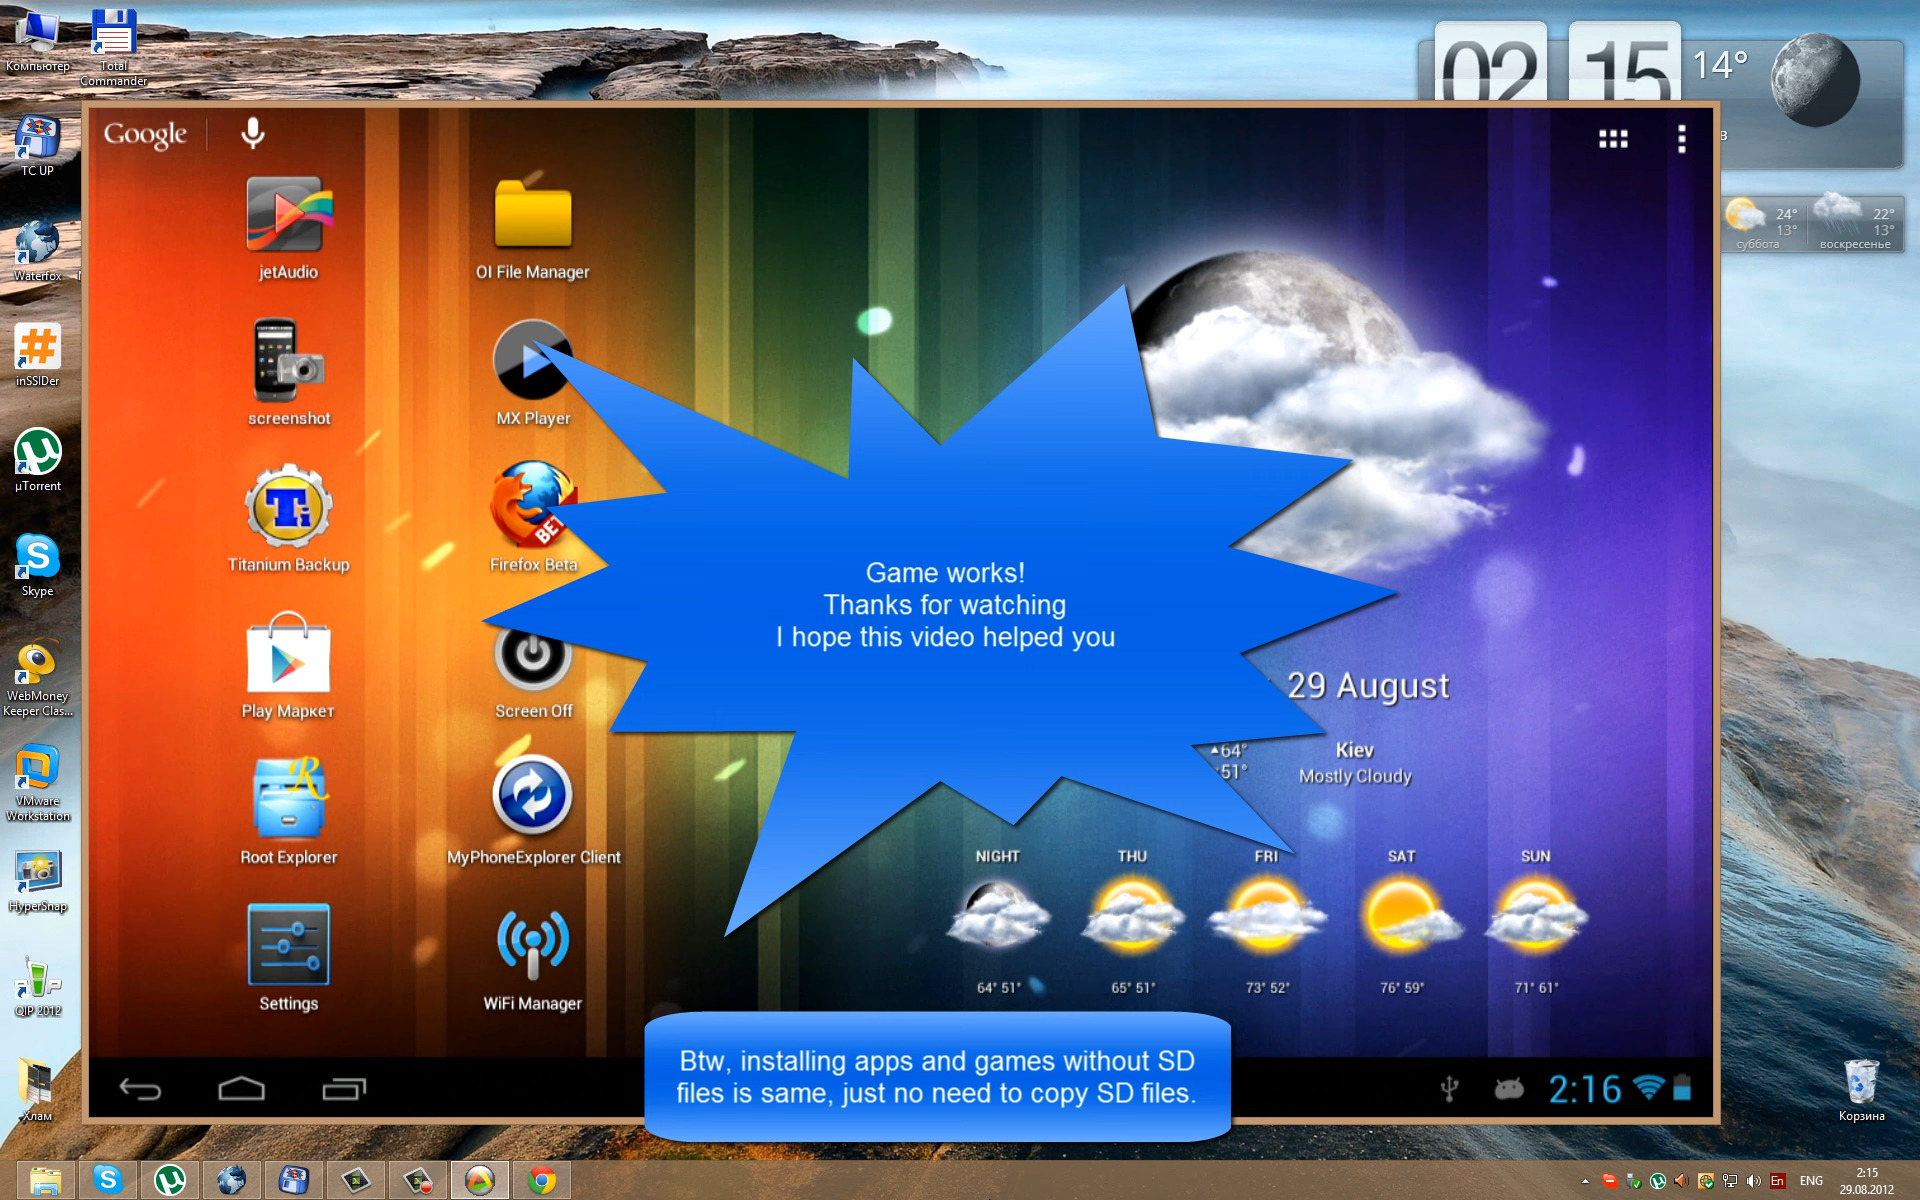 Компьютер
Total
Commander
TC UP
Waterfox
inSSIDer
µTorrent
Skype
WebMoney
Keeper Clas...
VMware
Workstation
HyperSnap
QIP 2012
Хлам
02 15
14°
в
24°
13°
суббота
22°
13°
воскресенье
Google
jetAudio
OI File Manager
screenshot
MX Player
Titanium Backup
Firefox Beta
BET
Play Маркет
Screen Off
Root Explorer
MyPhoneExplorer Client
Settings
WiFi Manager
Game works!
Thanks for watching
I hope this video helped you
29 August
64°
51°
Kiev
Mostly Cloudy
NIGHT THU FRI SAT SUN
64° 51° 65° 51° 73° 52° 76° 59° 71° 61°
Btw, installing apps and games without SD
files is same, just no need to copy SD files.
2:16
Корзина
En
ENG
2:15
29.08.2012